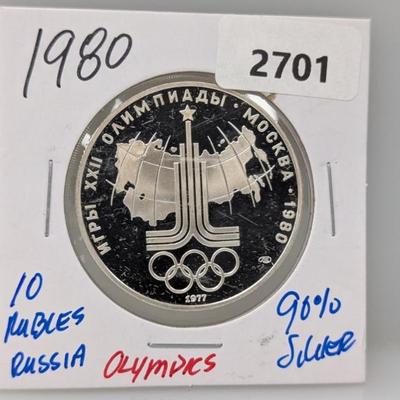 1980
2701
ИГРЫ XXII ОЛИМПИАДЫ · МОСКВА · 1980
1977
10
RUBLES
RUSSIA
OLYMPICS
90%
SILVER